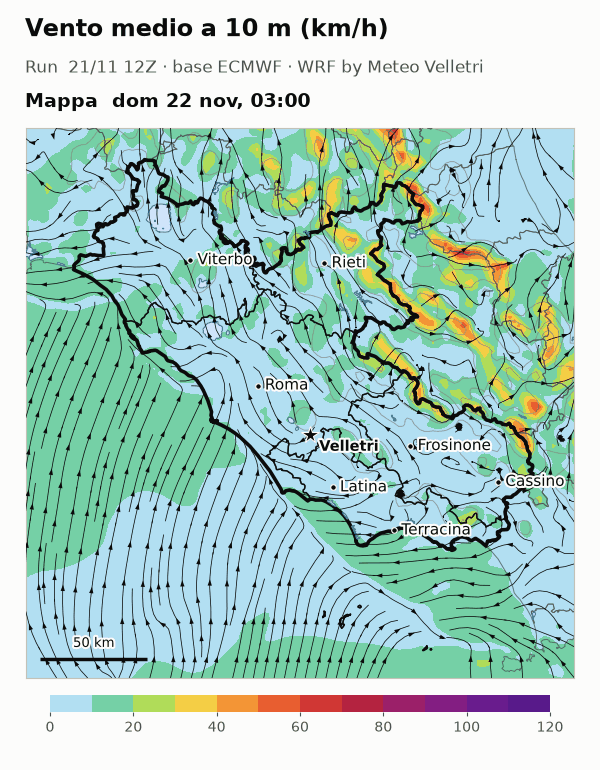 Vento medio a 10 m (km/h)
Run  21/11 12Z · base ECMWF · WRF by Meteo Velletri
Mappa  dom 22 nov, 03:00
Viterbo
Rieti
Roma
Velletri
Frosinone
Latina
Cassino
Terracina
50 km
0 20 40 60 80 100 120